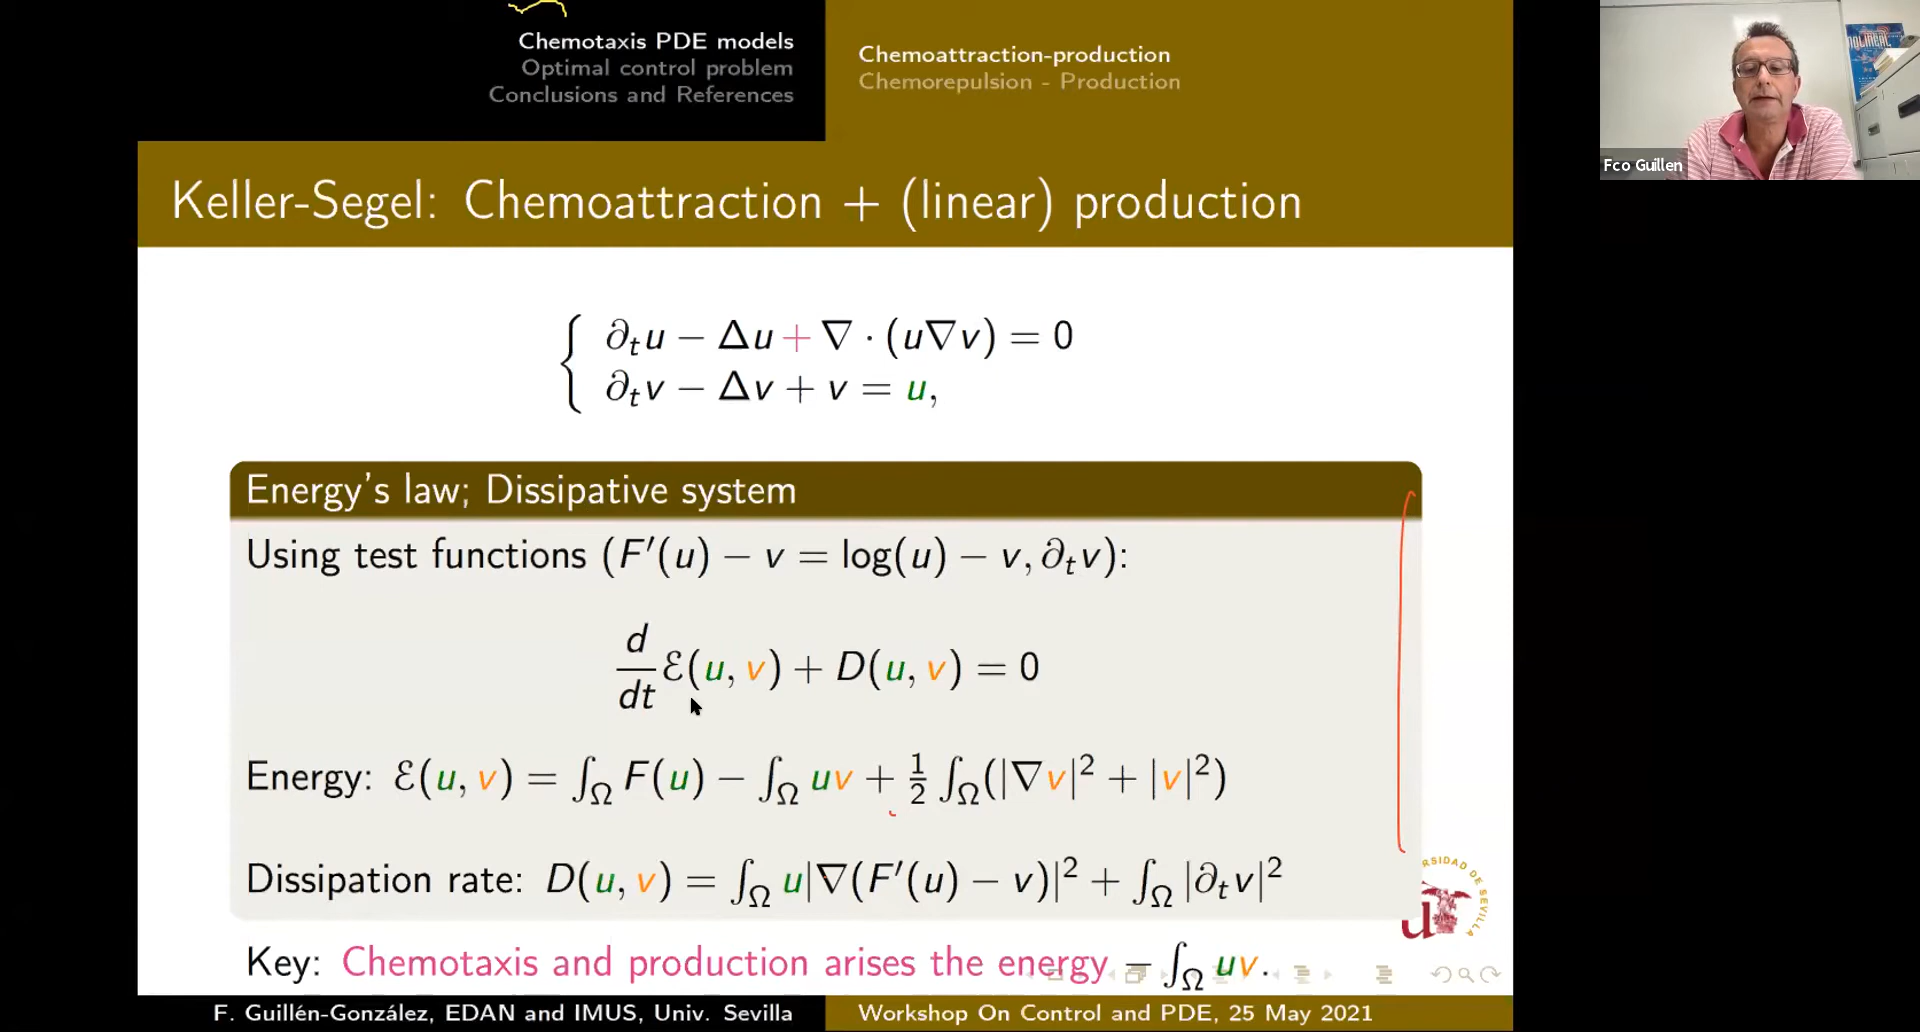 Chemotaxis PDE models
Optimal control problem
Conclusions and References
Chemoattraction-production
Chemorepulsion - Production
Fco Guillen
Keller-Segel: Chemoattraction + (linear) production
∂ₜu − Δu + ∇ · (u∇v) = 0
∂ₜv − Δv + v = u,
Energy's law; Dissipative system
Using test functions (F′(u) − v = log(u) − v, ∂ₜv):
d/dt ℰ(u, v) + D(u, v) = 0
Energy: ℰ(u, v) = ∫_Ω F(u) − ∫_Ω uv + ½ ∫_Ω(|∇v|² + |v|²)
Dissipation rate: D(u, v) = ∫_Ω u|∇(F′(u) − v)|² + ∫_Ω |∂ₜv|²
Key: Chemotaxis and production arises the energy − ∫_Ω uv.
F. Guillén-González, EDAN and IMUS, Univ. Sevilla
Workshop On Control and PDE, 25 May 2021